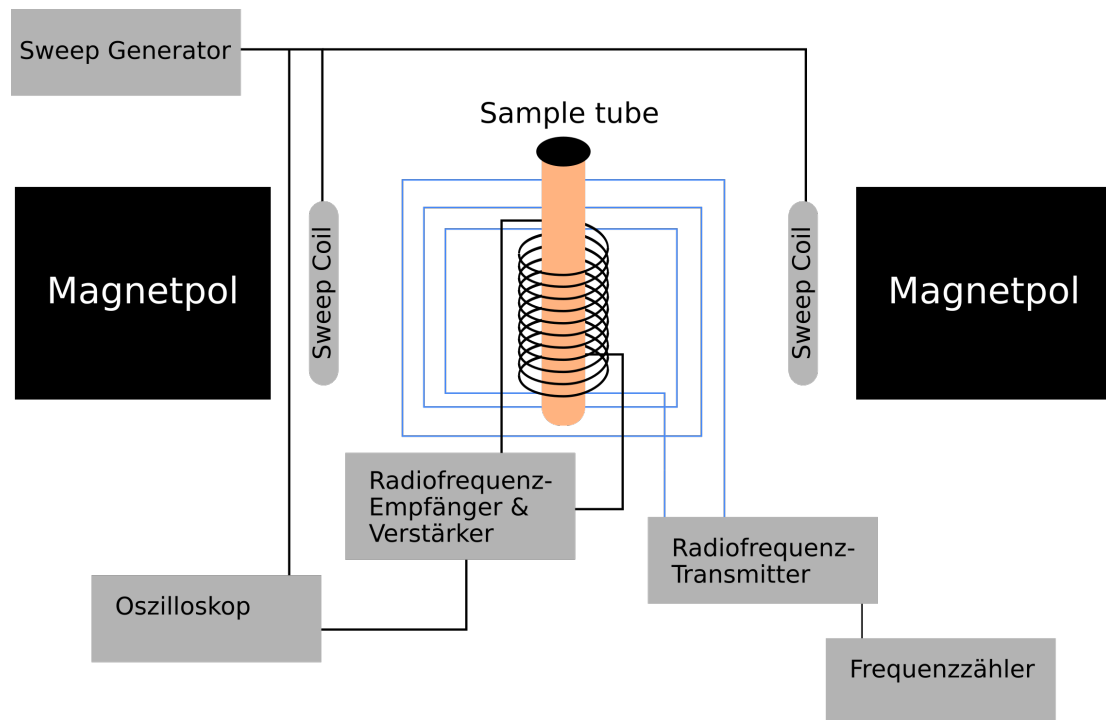 Sweep Generator
Sample tube
Magnetpol
Sweep Coil
Sweep Coil
Magnetpol
Radiofrequenz-
Empfänger &
Verstärker
Radiofrequenz-
Transmitter
Oszilloskop
Frequenzzähler